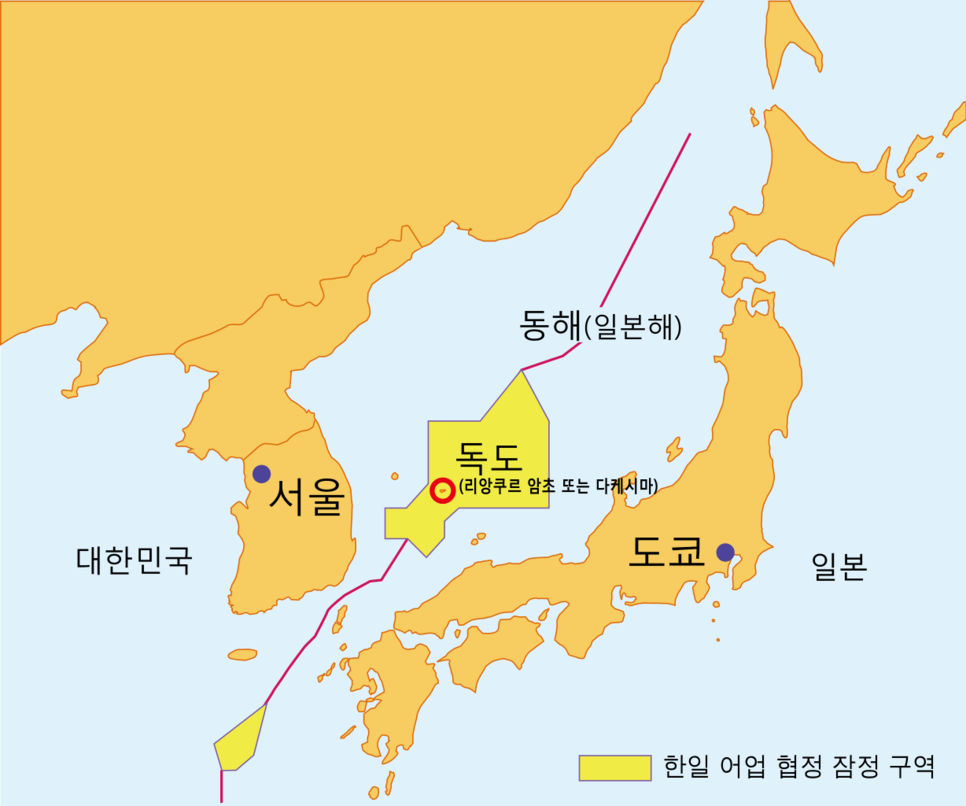 동해(일본해)
독도
(리앙쿠르 암초 또는 다케시마)
서울
대한민국
도쿄
일본
한일 어업 협정 잠정 구역